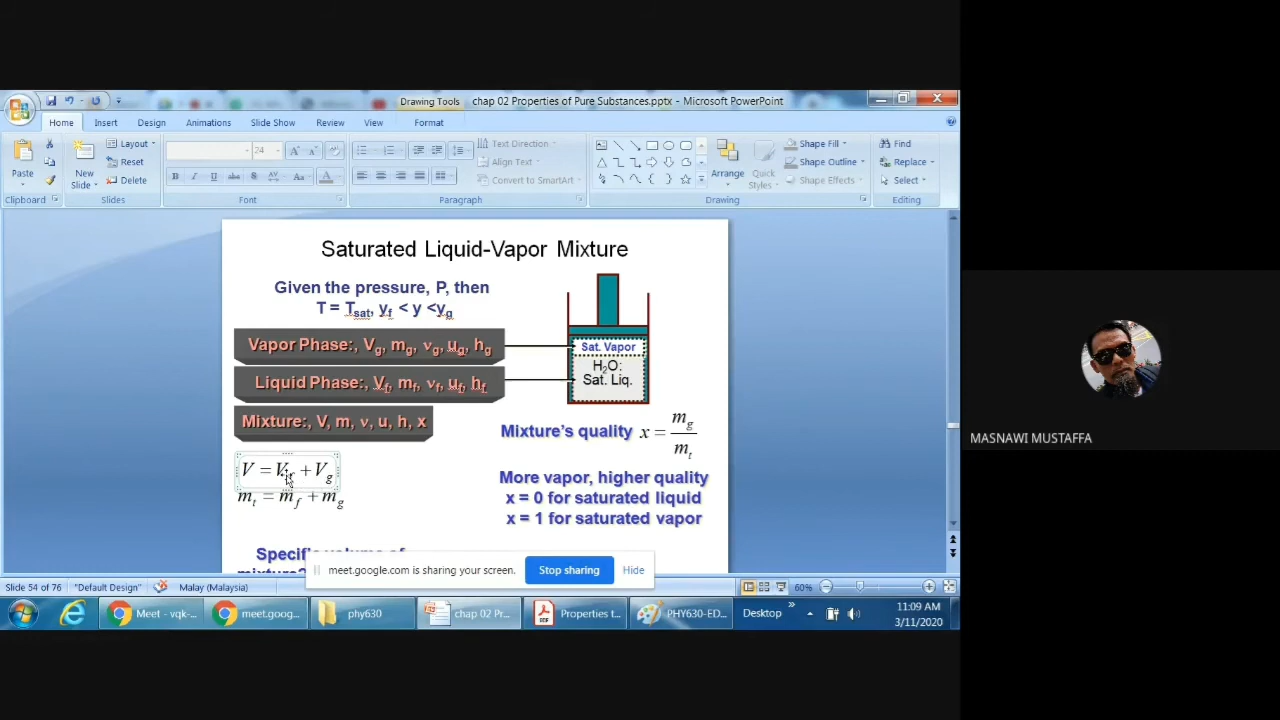 Drawing Tools
chap 02 Properties of Pure Substances.pptx - Microsoft PowerPoint
Home Insert Design Animations Slide Show Review View Format
Paste
New Slide
Layout
Reset
Delete
24
Text Direction
Align Text
Convert to SmartArt
Arrange
Quick Styles
Shape Fill
Shape Outline
Shape Effects
Find
Replace
Select
Clipboard Slides Font Paragraph Drawing Editing
Saturated Liquid-Vapor Mixture
Given the pressure, P, then
T = Tsat, vf < v <vg
Vapor Phase:, Vg, mg, νg, ug, hg
Liquid Phase:, Vf, mf, νf, uf, hf
Mixture:, V, m, ν, u, h, x
Sat. Vapor
H2O:
Sat. Liq.
V = Vf + Vg
mt = mf + mg
Mixture's quality x = mg/mt
More vapor, higher quality
x = 0 for saturated liquid
x = 1 for saturated vapor
meet.google.com is sharing your screen. Stop sharing Hide
Slide 54 of 76 "Default Design" Malay (Malaysia) 60%
Meet - vqk-... meet.goog... phy630 chap 02 Pr... Properties t... PHY630-ED... Desktop
11:09 AM
3/11/2020
MASNAWI MUSTAFFA